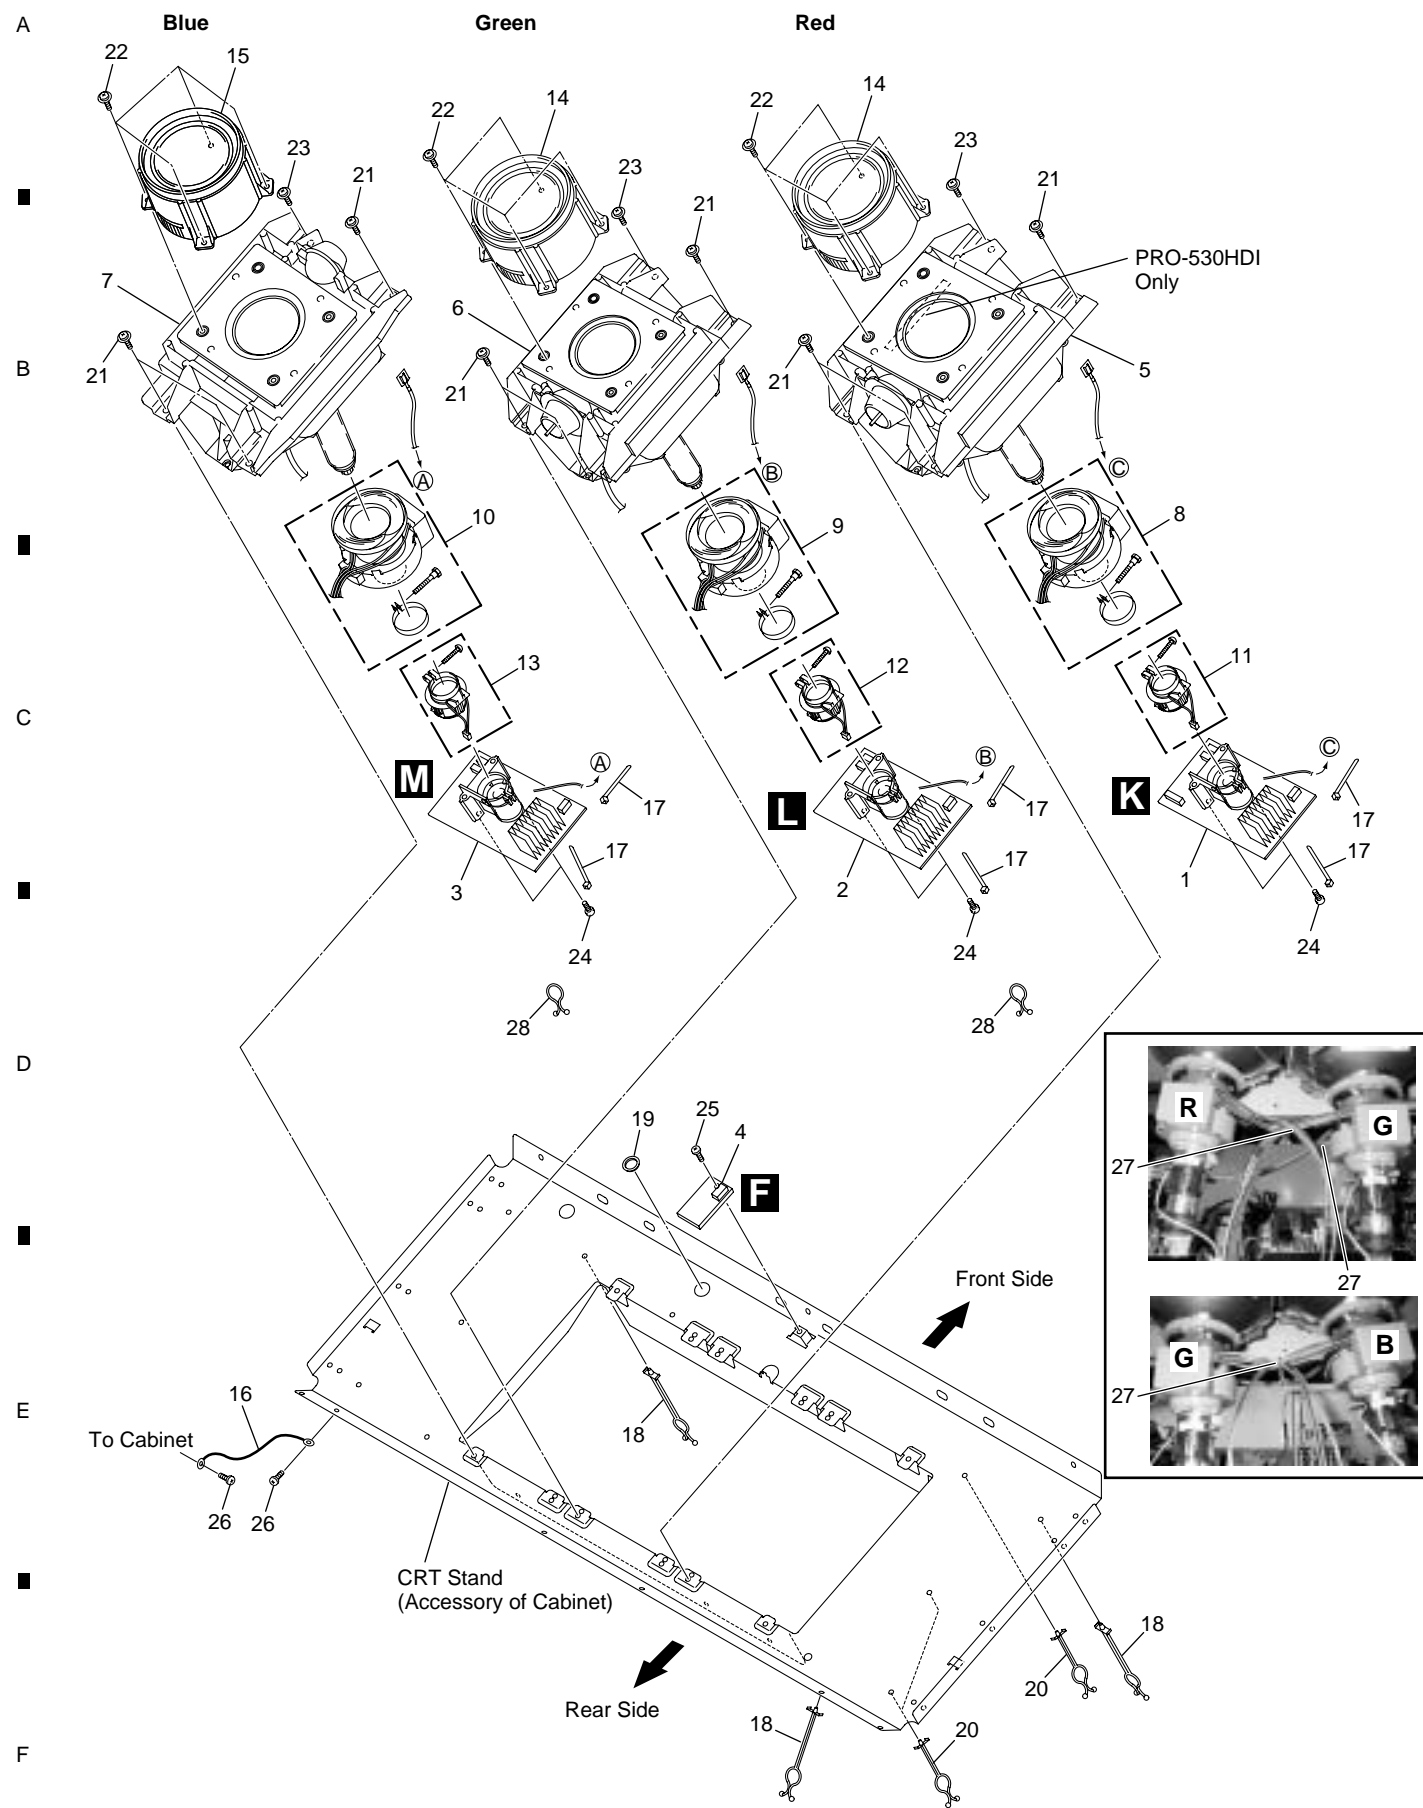 A
Blue
Green
Red
22
15
22
14
22
14
23
21
23
21
23
21
PRO-530HDI
Only
7
6
5
B
21
21
21
A
B
C
10
9
8
13
12
11
C
M
A
17
L
B
17
K
C
17
17
17
17
3
2
1
24
24
24
28
28
D
R
G
27
27
G
B
27
19
25
4
F
Front Side
E
16
To Cabinet
18
26
26
CRT Stand
(Accessory of Cabinet)
Rear Side
18
20
18
20
F